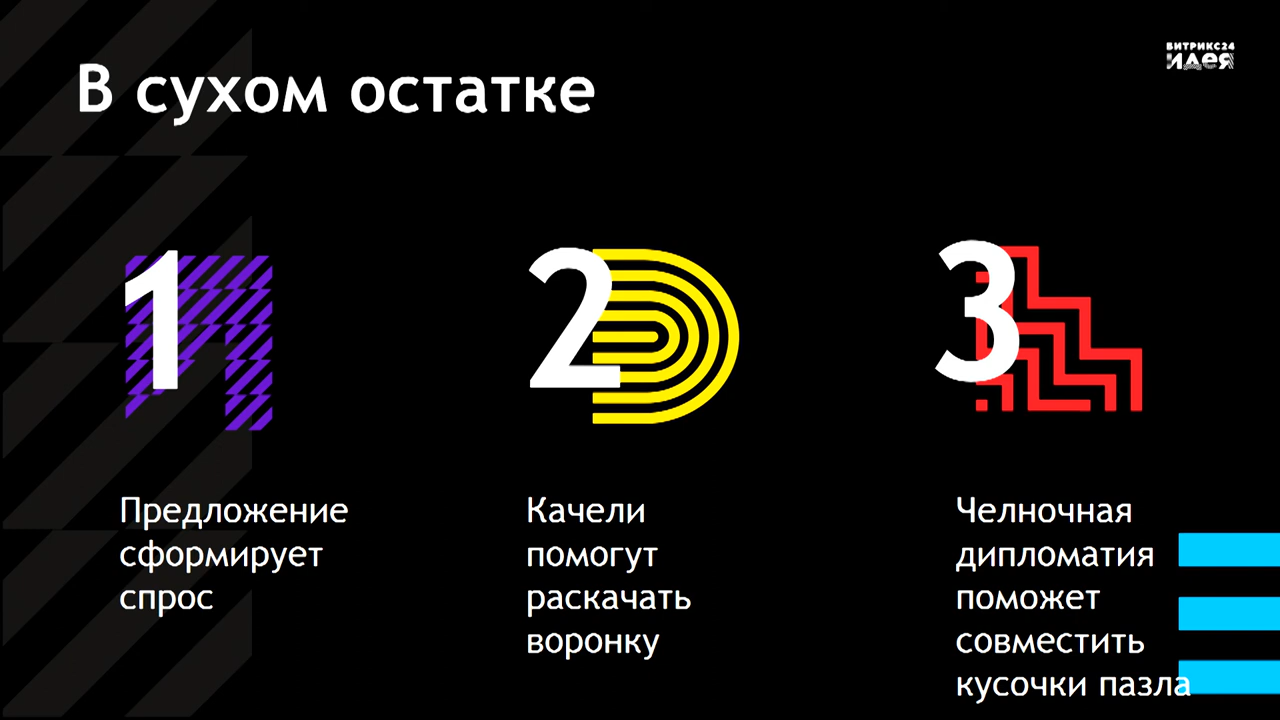 БИТРИКС24
идея
В сухом остатке
1
2
3
Предложение
сформирует
спрос
Качели
помогут
раскачать
воронку
Челночная
дипломатия
поможет
совместить
кусочки пазла